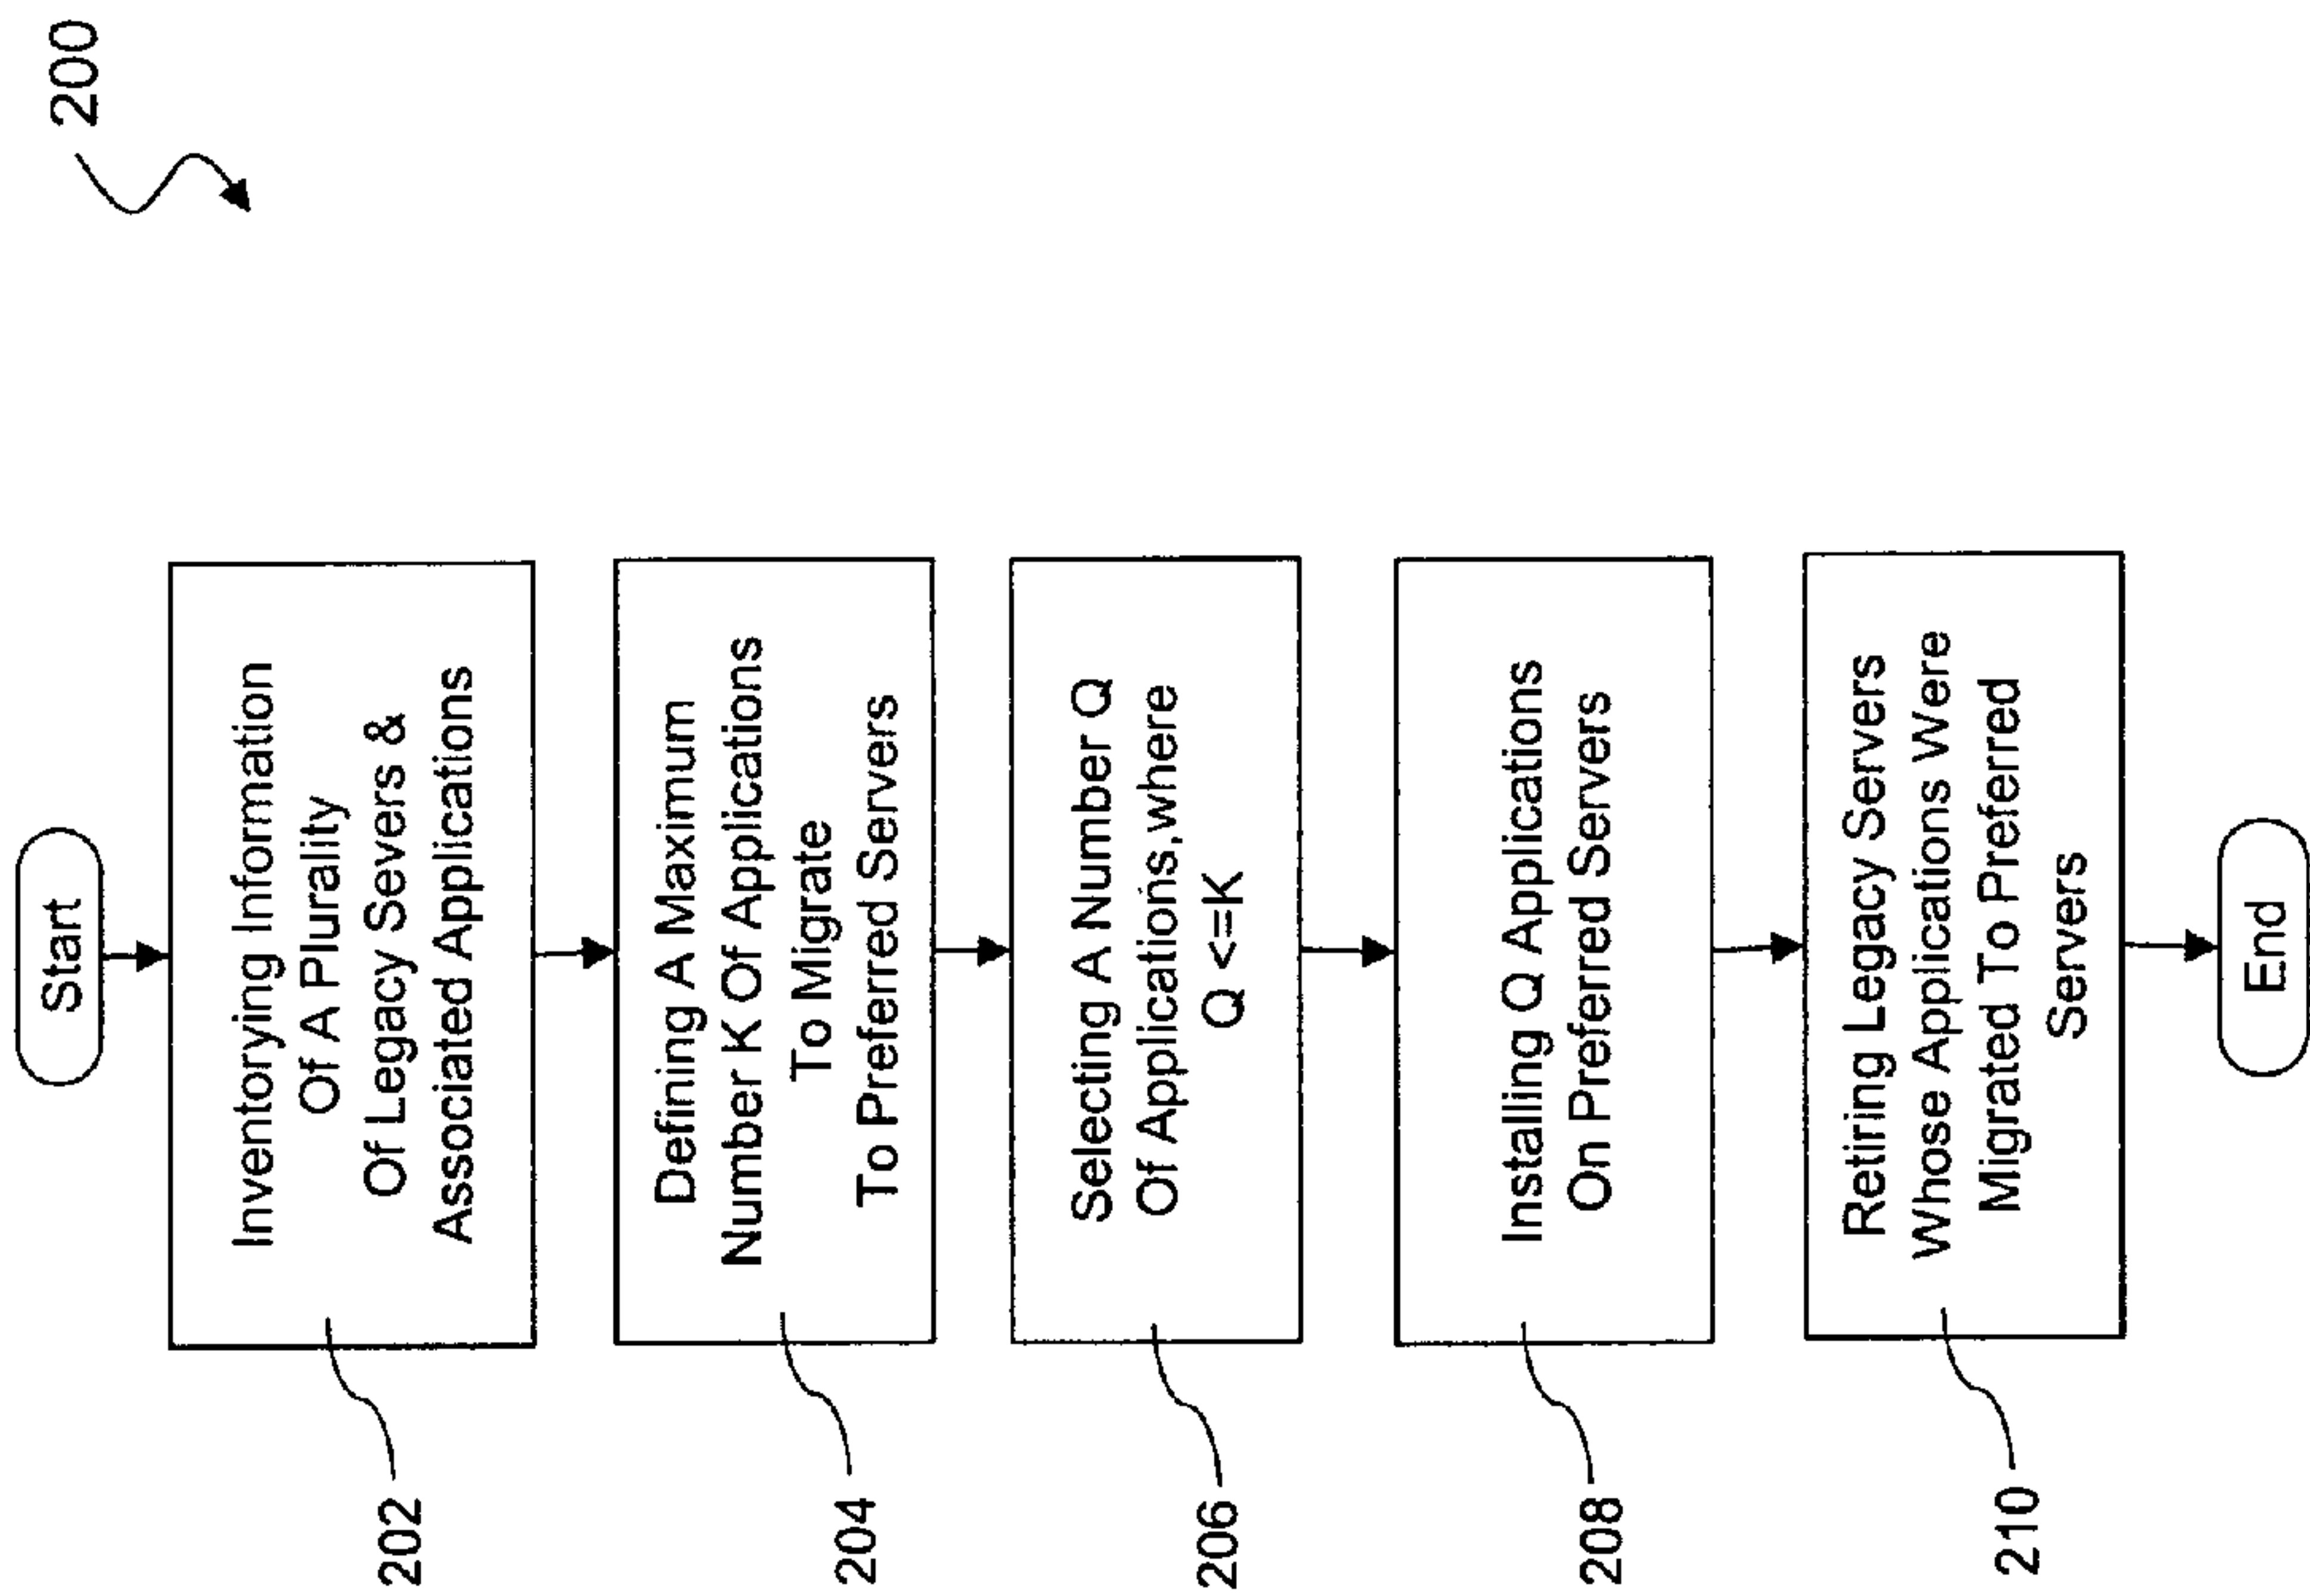 200
Start
Inventorying Information
Of A Plurality
Of Legacy Severs &
Associated Applications
202
Defining A Maximum
Number K Of Applications
To Migrate
To Preferred Servers
204
Selecting A Number Q
Of Applications,where
Q <=K
206
Installing Q Applications
On Preferred Servers
208
Retiring Legacy Servers
Whose Applications Were
Migrated To Preferred
Servers
210
End